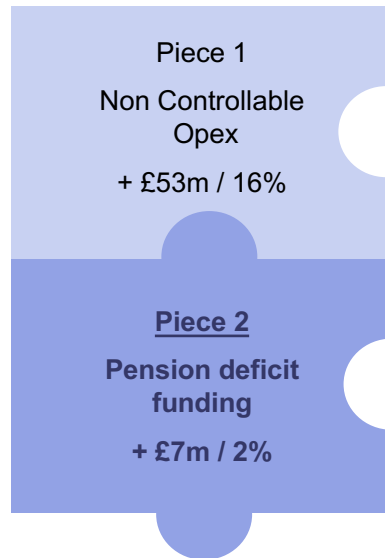 Piece 1
Non Controllable
Opex
+ £53m / 16%
Piece 2
Pension deficit
funding
+ £7m / 2%